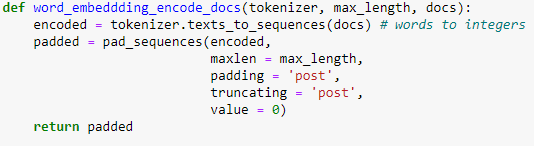 def word_embeddding_encode_docs(tokenizer, max_length, docs):
    encoded = tokenizer.texts_to_sequences(docs) # words to integers
    padded = pad_sequences(encoded,
                           maxlen = max_length,
                           padding = 'post',
                           truncating = 'post',
                           value = 0)
    return padded